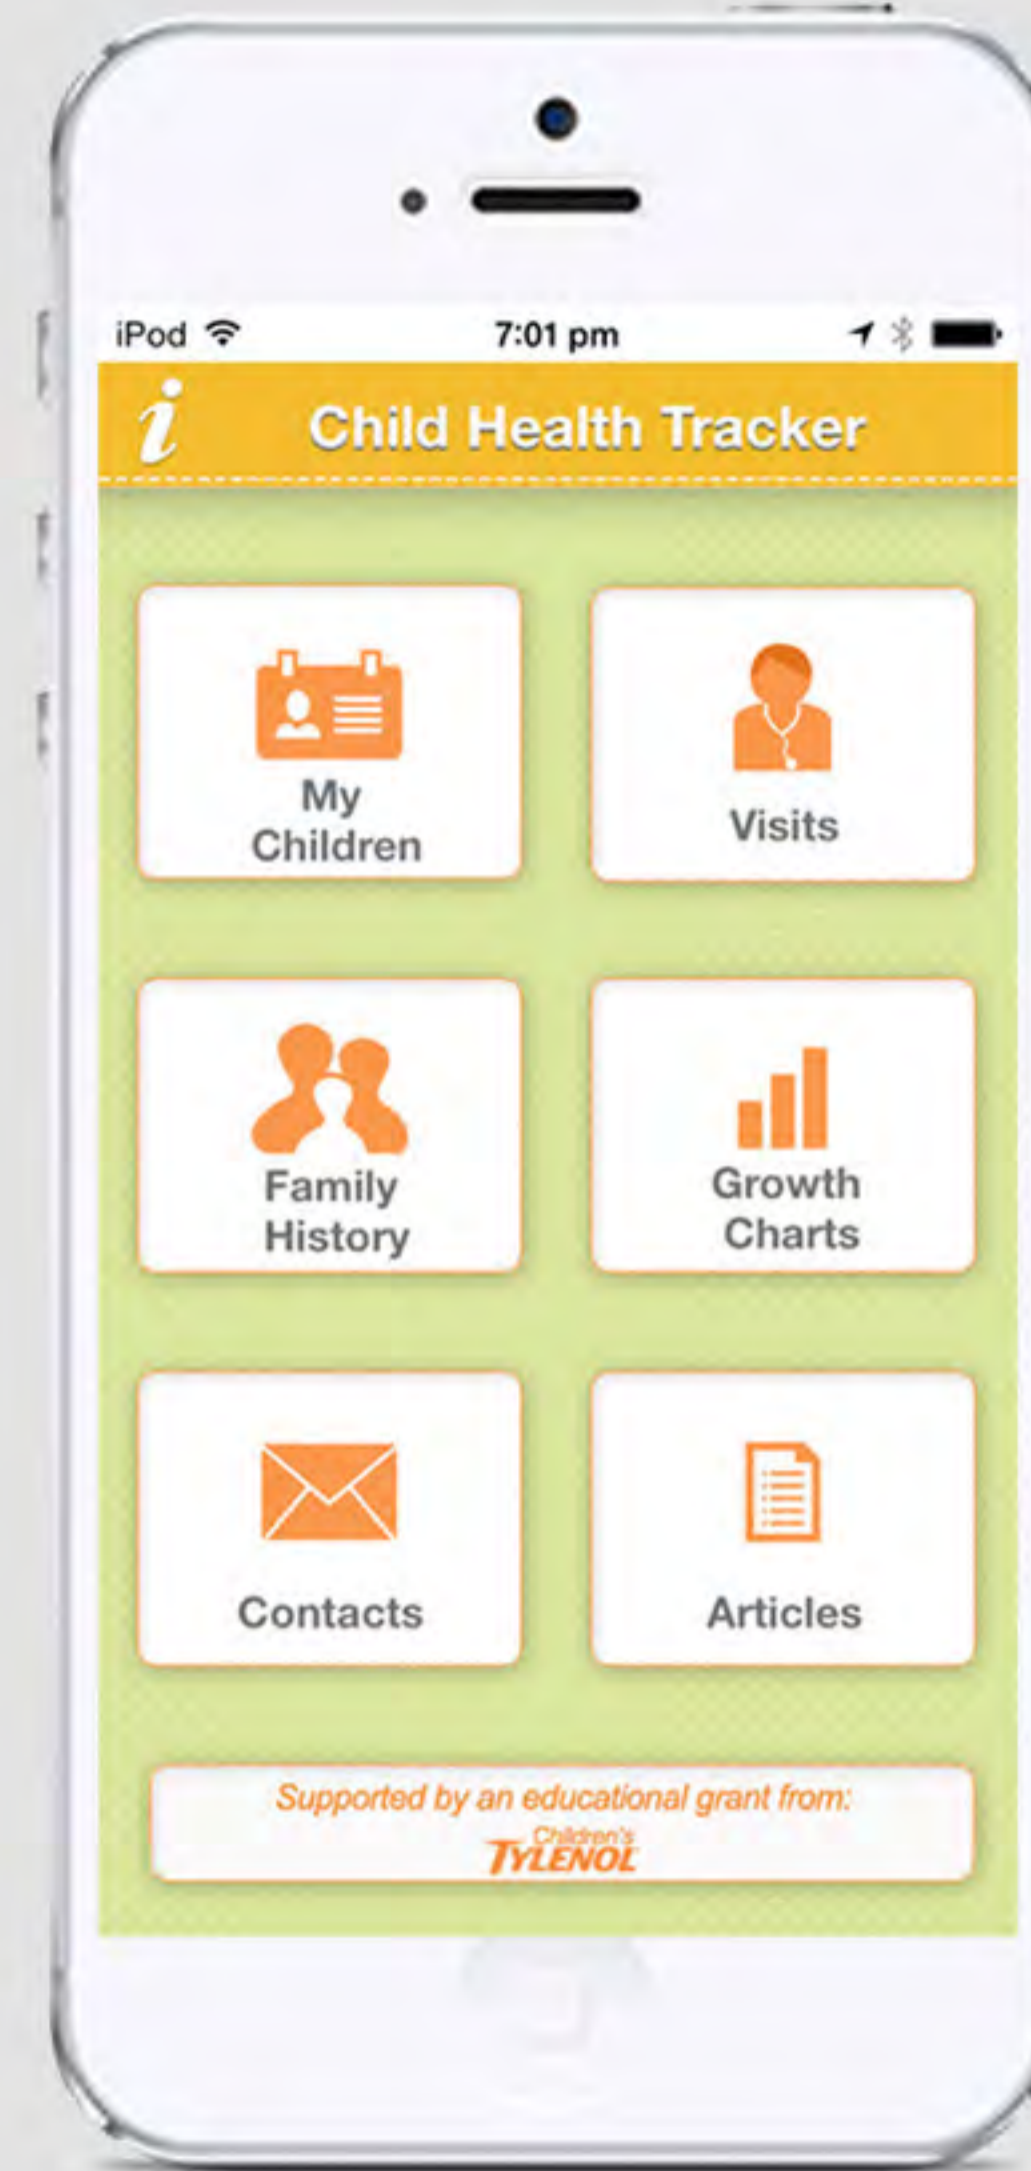 iPod 7:01 pm
i Child Health Tracker
My
Children
Visits
Family
History
Growth
Charts
Contacts
Articles
Supported by an educational grant from:
Children's
TYLENOL